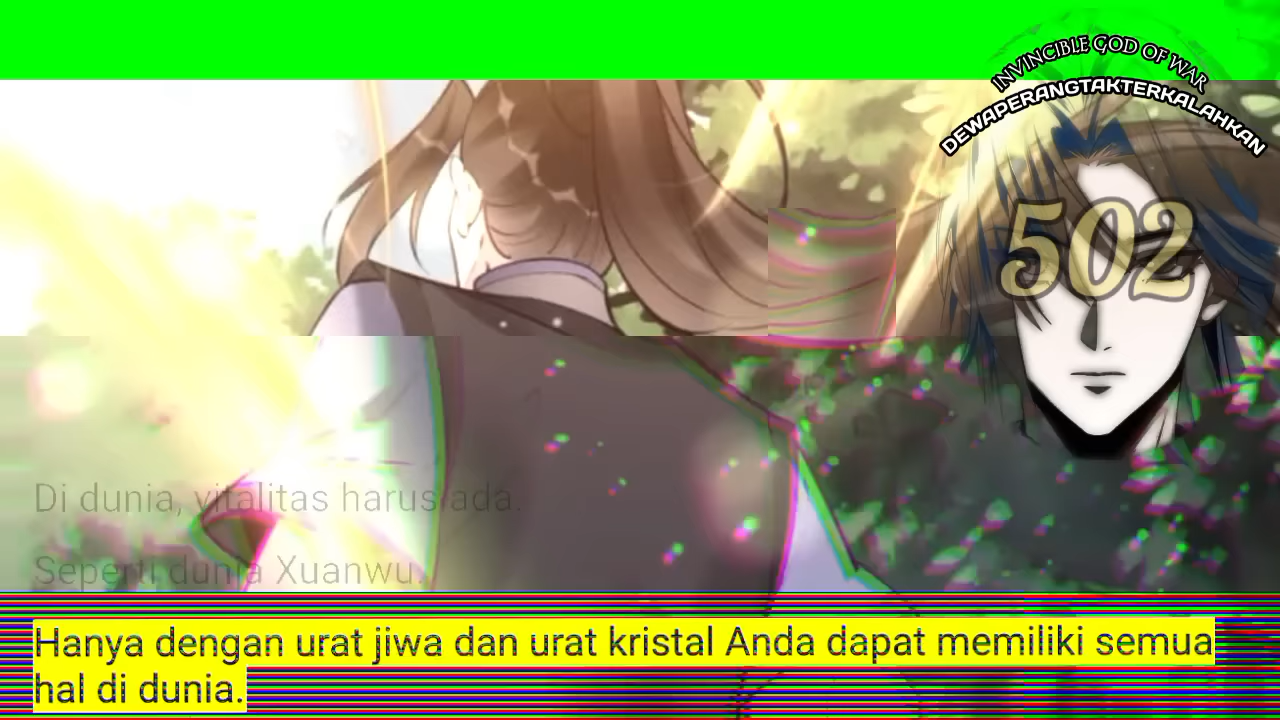 INVINCIBLE GOD OF WAR
DEWAPERANGTAKTERKALAHKAN
502
Di dunia, vitalitas harus ada.
Seperti dunia Xuanwu.
Hanya dengan urat jiwa dan urat kristal Anda dapat memiliki semua
hal di dunia.